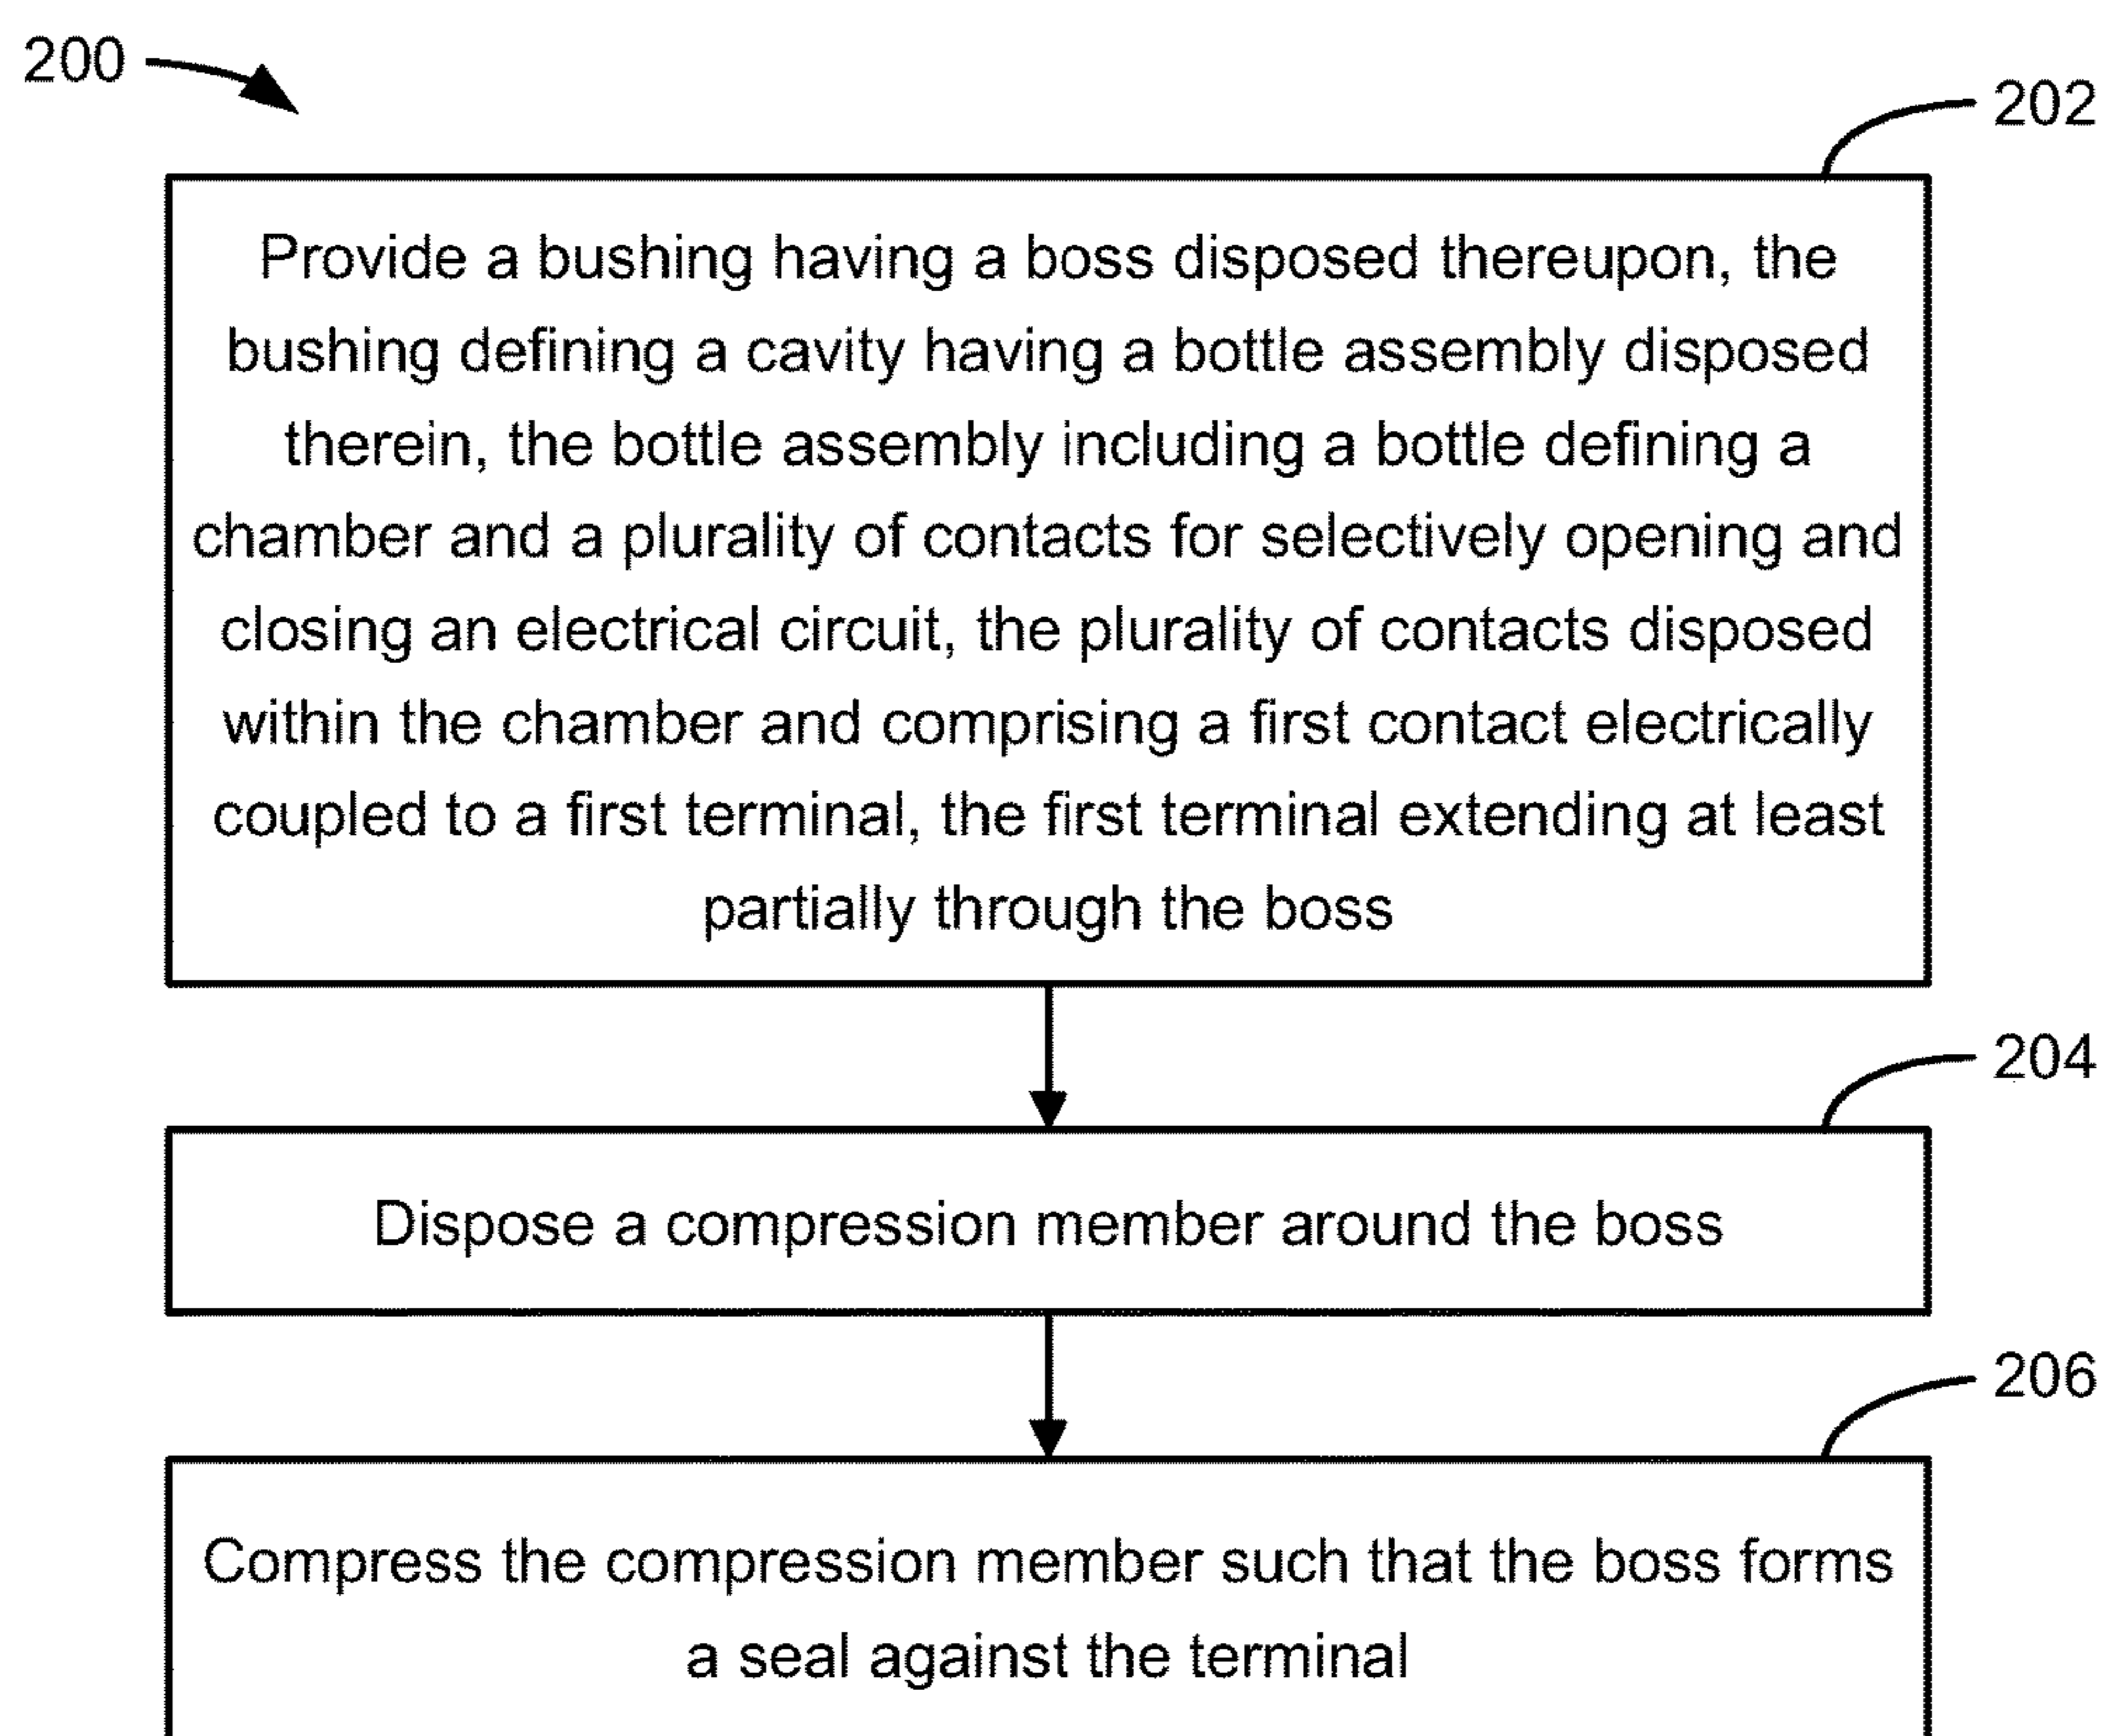 200
202
Provide a bushing having a boss disposed thereupon, the
bushing defining a cavity having a bottle assembly disposed
therein, the bottle assembly including a bottle defining a
chamber and a plurality of contacts for selectively opening and
closing an electrical circuit, the plurality of contacts disposed
within the chamber and comprising a first contact electrically
coupled to a first terminal, the first terminal extending at least
partially through the boss
204
Dispose a compression member around the boss
206
Compress the compression member such that the boss forms
a seal against the terminal